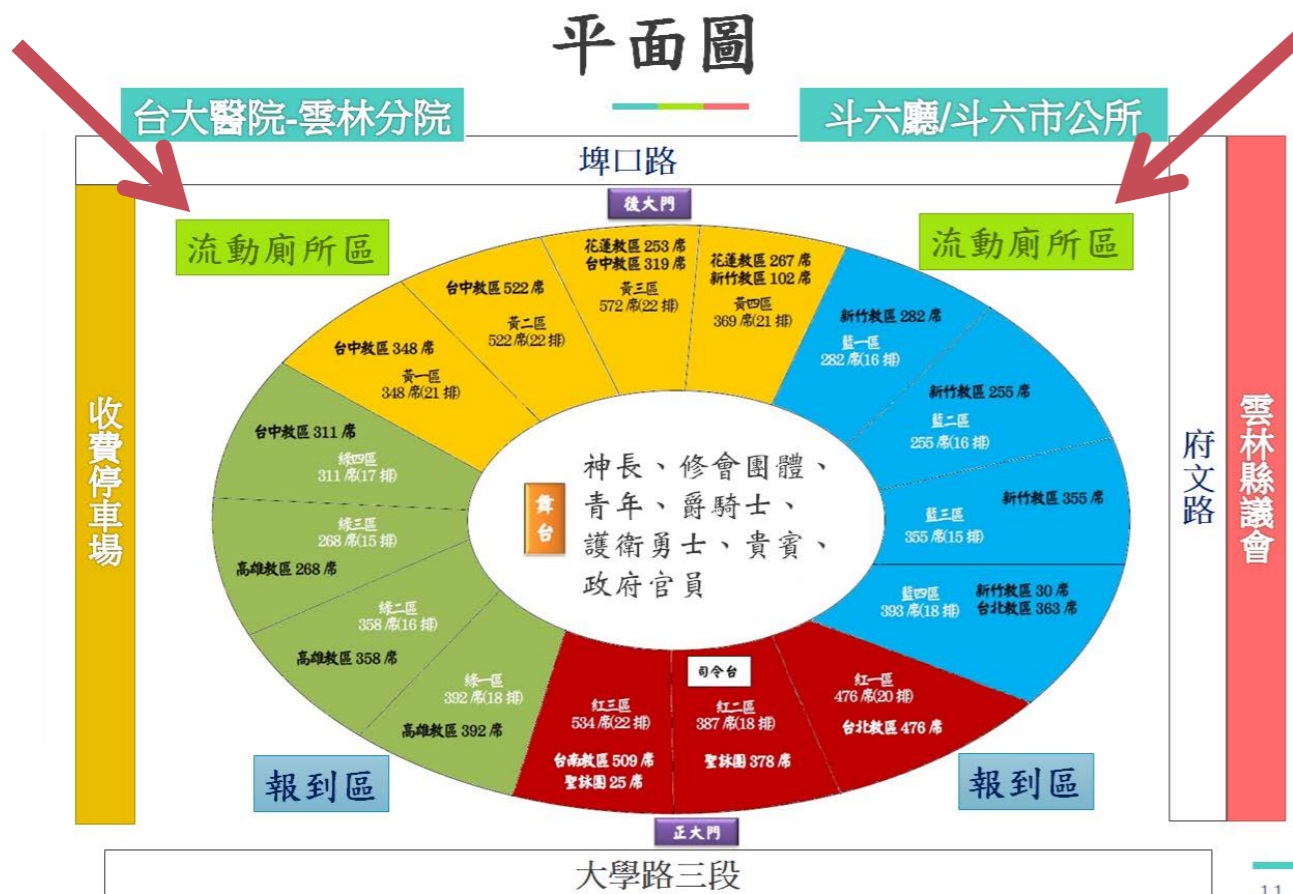 平面圖
台大醫院-雲林分院
斗六廳/斗六市公所
埤口路
後大門
流動廁所區
流動廁所區
花蓮教區 253 席
台中教區 319 席
黃三區
572 席(22 排)
花蓮教區 267 席
新竹教區 102 席
黃四區
369 席(21 排)
台中教區 522 席
黃二區
522 席(22 排)
新竹教區 282 席
藍一區
282 席(16 排)
台中教區 348 席
黃一區
348 席(21 排)
新竹教區 255 席
藍二區
255 席(16 排)
收費停車場
台中教區 311 席
綠四區
311 席(17 排)
舞台
神長、修會團體、
青年、爵騎士、
護衛勇士、貴賓、
政府官員
新竹教區 355 席
藍三區
355 席(15 排)
府文路
雲林縣議會
綠三區
268 席(15 排)
高雄教區 268 席
藍四區
393 席(18 排)
新竹教區 30 席
台北教區 363 席
綠二區
358 席(16 排)
高雄教區 358 席
綠一區
392 席(18 排)
高雄教區 392 席
紅三區
534 席(22 排)
台南教區 509 席
聖詠團 25 席
司令台
紅二區
387 席(18 排)
聖詠團 378 席
紅一區
476 席(20 排)
台北教區 476 席
報到區
報到區
正大門
大學路三段
11